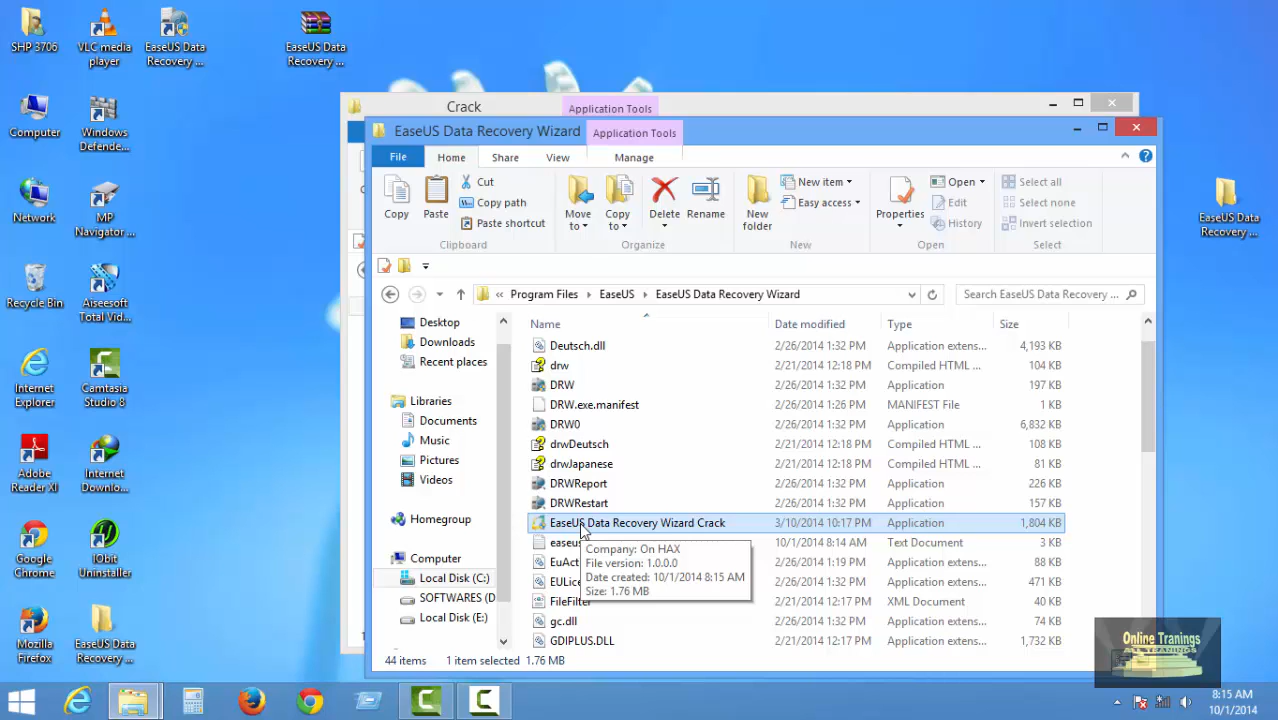 SHP 3706
VLC media
player
EaseUS Data
Recovery ...
EaseUS Data
Recovery ...
Computer
Windows
Defende...
Network
MP
Navigator ...
Recycle Bin
Aiseesoft
Total Vid...
Internet
Explorer
Camtasia
Studio 8
Adobe
Reader XI
Internet
Downlo...
Google
Chrome
IObit
Uninstaller
Mozilla
Firefox
EaseUS Data
Recovery ...
EaseUS Data
Recovery ...
Crack
Application Tools
EaseUS Data Recovery Wizard
Application Tools
File
Home
Share
View
Manage
Copy
Paste
Cut
Copy path
Paste shortcut
Clipboard
Move
to
Copy
to
Delete
Rename
Organize
New
folder
New item
Easy access
New
Properties
Open
Edit
History
Open
Select all
Select none
Invert selection
Select
« Program Files
EaseUS
EaseUS Data Recovery Wizard
Search EaseUS Data Recovery ...
Desktop
Downloads
Recent places
Libraries
Documents
Music
Pictures
Videos
Homegroup
Computer
Local Disk (C:)
SOFTWARES (D
Local Disk (E:)
Name Date modified Type Size
Deutsch.dll 2/26/2014 1:32 PM Application extens... 4,193 KB
drw 2/21/2014 12:18 PM Compiled HTML ... 104 KB
DRW 2/26/2014 1:32 PM Application 197 KB
DRW.exe.manifest 2/26/2014 1:26 PM MANIFEST File 1 KB
DRW0 2/26/2014 1:32 PM Application 6,832 KB
drwDeutsch 2/21/2014 12:18 PM Compiled HTML ... 108 KB
drwJapanese 2/21/2014 12:18 PM Compiled HTML ... 81 KB
DRWReport 2/26/2014 1:32 PM Application 226 KB
DRWRestart 2/26/2014 1:32 PM Application 157 KB
EaseUS Data Recovery Wizard Crack 3/10/2014 10:17 PM Application 1,804 KB
easeus 10/1/2014 8:14 AM Text Document 3 KB
EuAct 2/26/2014 1:19 PM Application extens... 88 KB
EULice 2/26/2014 1:32 PM Application extens... 471 KB
FileFilter 2/21/2014 12:17 PM XML Document 40 KB
gc.dll 2/26/2014 1:32 PM Application extens... 74 KB
GDIPLUS.DLL 2/21/2014 12:17 PM Application extens... 1,732 KB
Company: On HAX
File version: 1.0.0.0
Date created: 10/1/2014 8:15 AM
Size: 1.76 MB
44 items 1 item selected 1.76 MB
Online Tranings
ALL TRANINGS
8:15 AM
10/1/2014